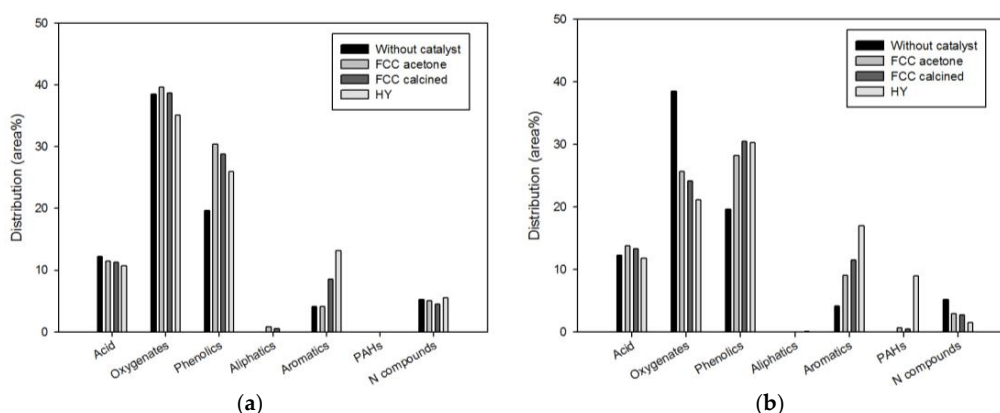 50
40
30
20
10
0
Distribution (area%)
Without catalyst
FCC acetone
FCC calcined
HY
Acid
Oxygenates
Phenolics
Aliphatics
Aromatics
PAHs
N compounds
(a)
50
40
30
20
10
0
Distribution (area%)
Without catalyst
FCC acetone
FCC calcined
HY
Acid
Oxygenates
Phenolics
Aliphatics
Aromatics
PAHs
N compounds
(b)